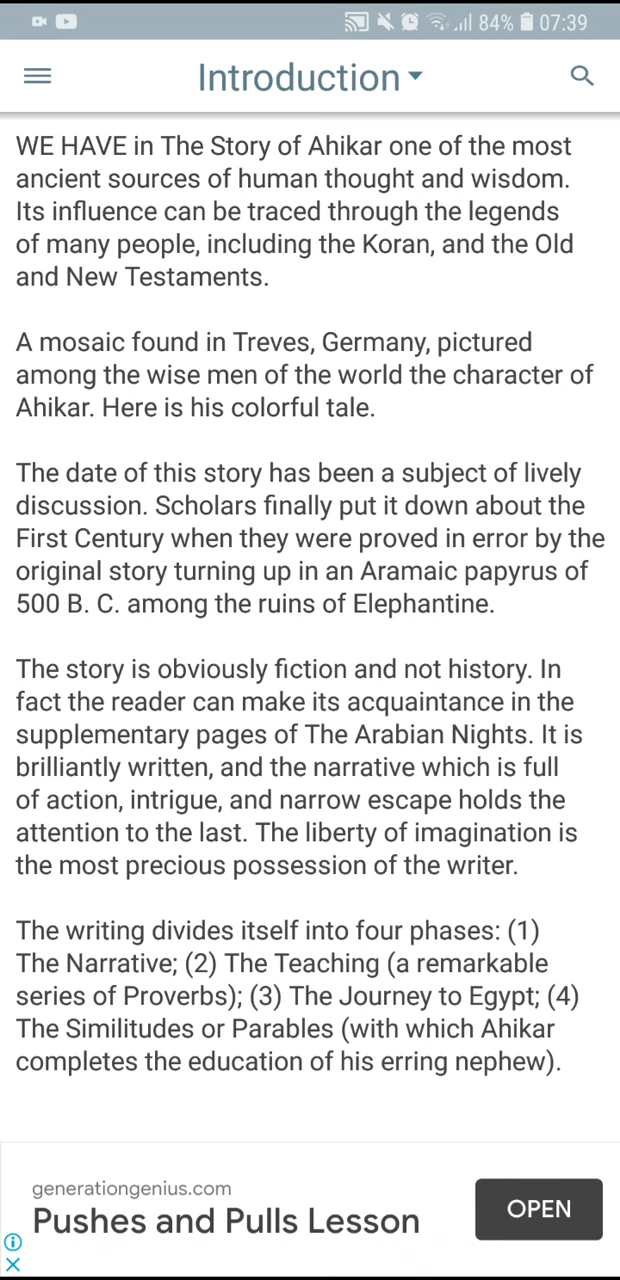 84% 07:39
Introduction
WE HAVE in The Story of Ahikar one of the most
ancient sources of human thought and wisdom.
Its influence can be traced through the legends
of many people, including the Koran, and the Old
and New Testaments.
A mosaic found in Treves, Germany, pictured
among the wise men of the world the character of
Ahikar. Here is his colorful tale.
The date of this story has been a subject of lively
discussion. Scholars finally put it down about the
First Century when they were proved in error by the
original story turning up in an Aramaic papyrus of
500 B. C. among the ruins of Elephantine.
The story is obviously fiction and not history. In
fact the reader can make its acquaintance in the
supplementary pages of The Arabian Nights. It is
brilliantly written, and the narrative which is full
of action, intrigue, and narrow escape holds the
attention to the last. The liberty of imagination is
the most precious possession of the writer.
The writing divides itself into four phases: (1)
The Narrative; (2) The Teaching (a remarkable
series of Proverbs); (3) The Journey to Egypt; (4)
The Similitudes or Parables (with which Ahikar
completes the education of his erring nephew).
generationgenius.com
Pushes and Pulls Lesson
OPEN